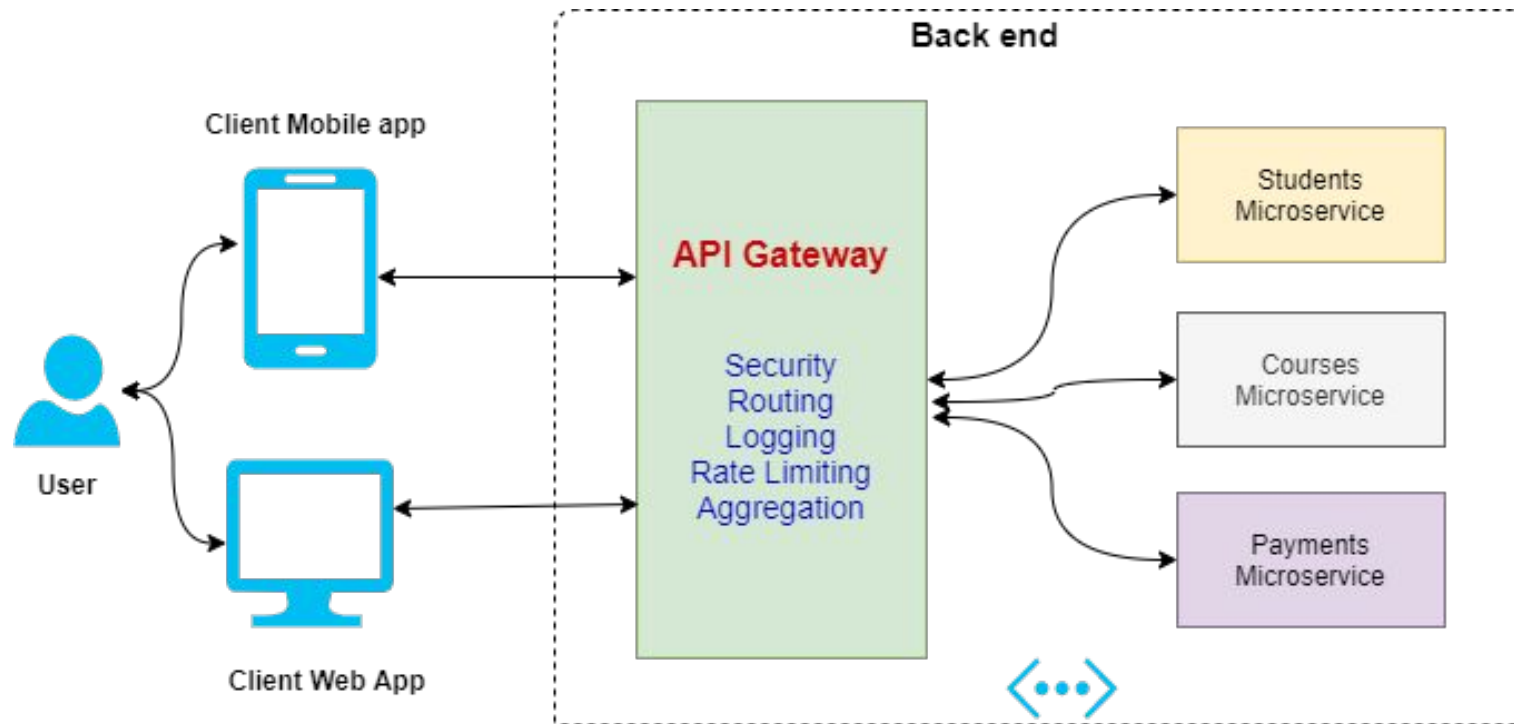 Back end
Client Mobile app
API Gateway
Security
Routing
Logging
Rate Limiting
Aggregation
Students
Microservice
Courses
Microservice
Payments
Microservice
User
Client Web App